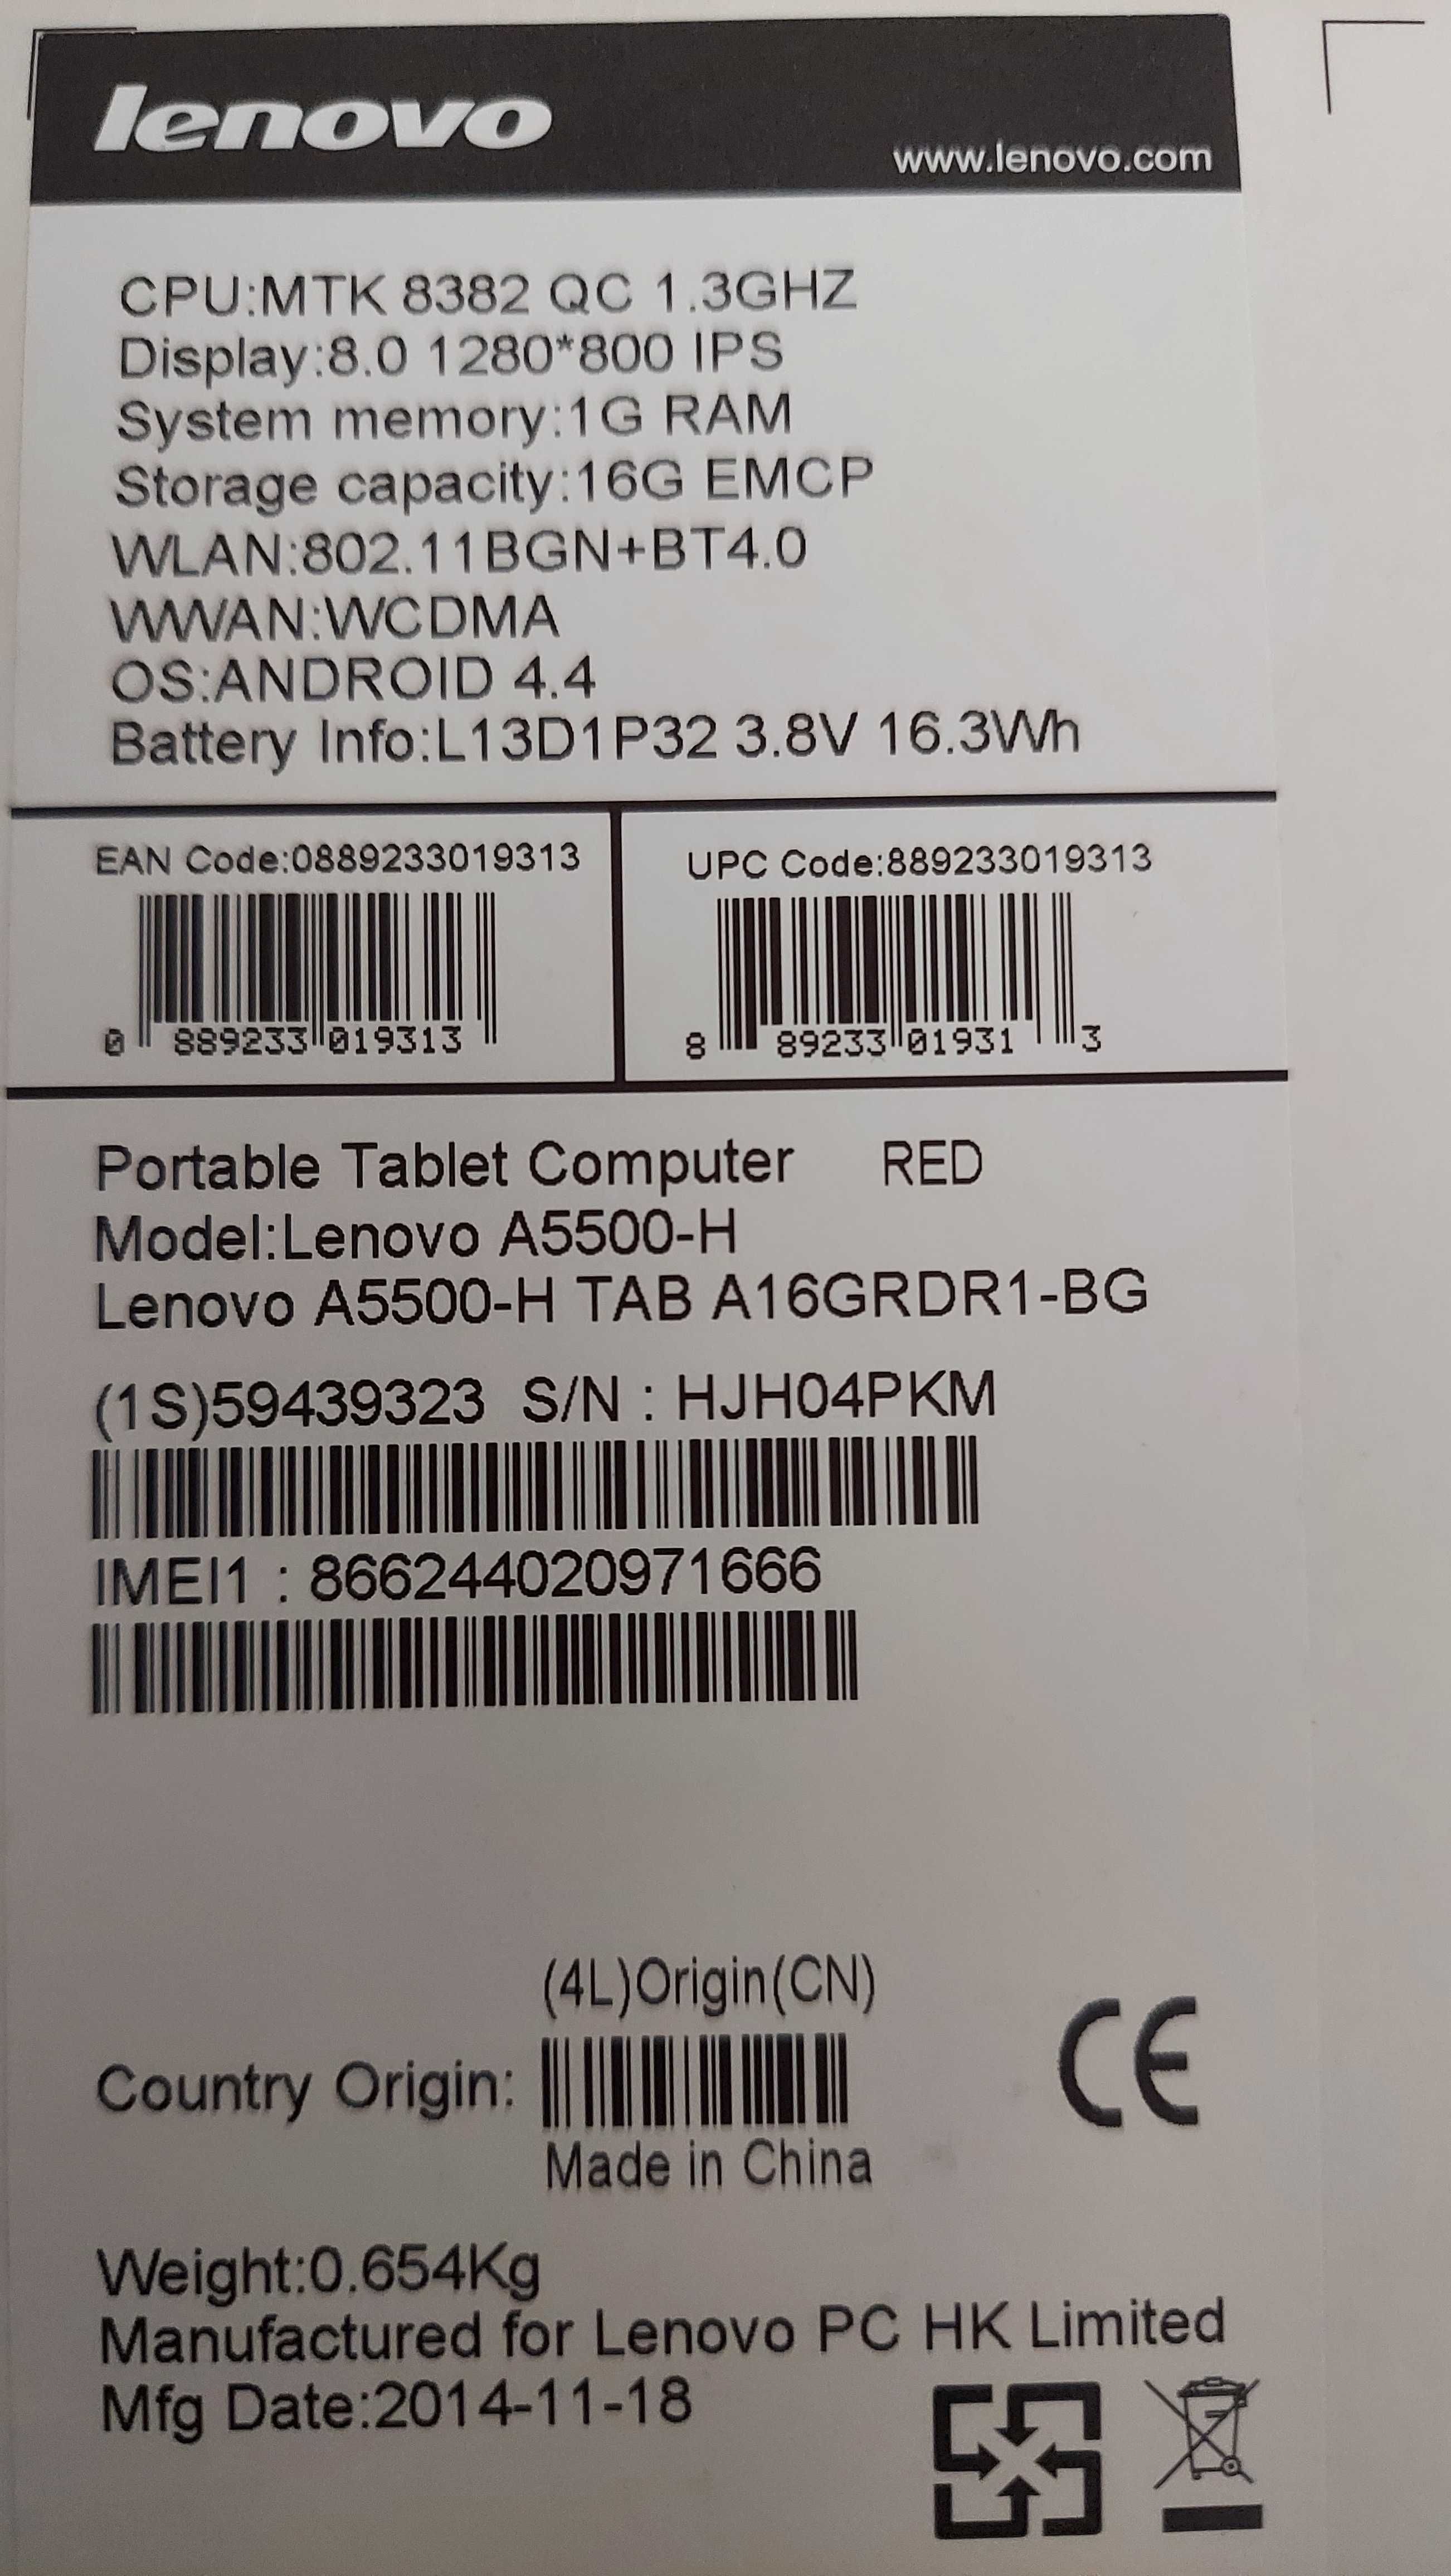 lenovo
www.lenovo.com
CPU:MTK 8382 QC 1.3GHZ
Display:8.0 1280*800 IPS
System memory:1G RAM
Storage capacity:16G EMCP
WLAN:802.11BGN+BT4.0
WWAN:WCDMA
OS:ANDROID 4.4
Battery Info:L13D1P32 3.8V 16.3Wh
EAN Code:0889233019313
0 889233 019313
UPC Code:889233019313
8 89233 01931 3
Portable Tablet Computer RED
Model:Lenovo A5500-H
Lenovo A5500-H TAB A16GRDR1-BG
(1S)59439323 S/N : HJH04PKM
IMEI1 : 866244020971666
(4L)Origin(CN)
Country Origin:
Made in China
CE
Weight:0.654Kg
Manufactured for Lenovo PC HK Limited
Mfg Date:2014-11-18